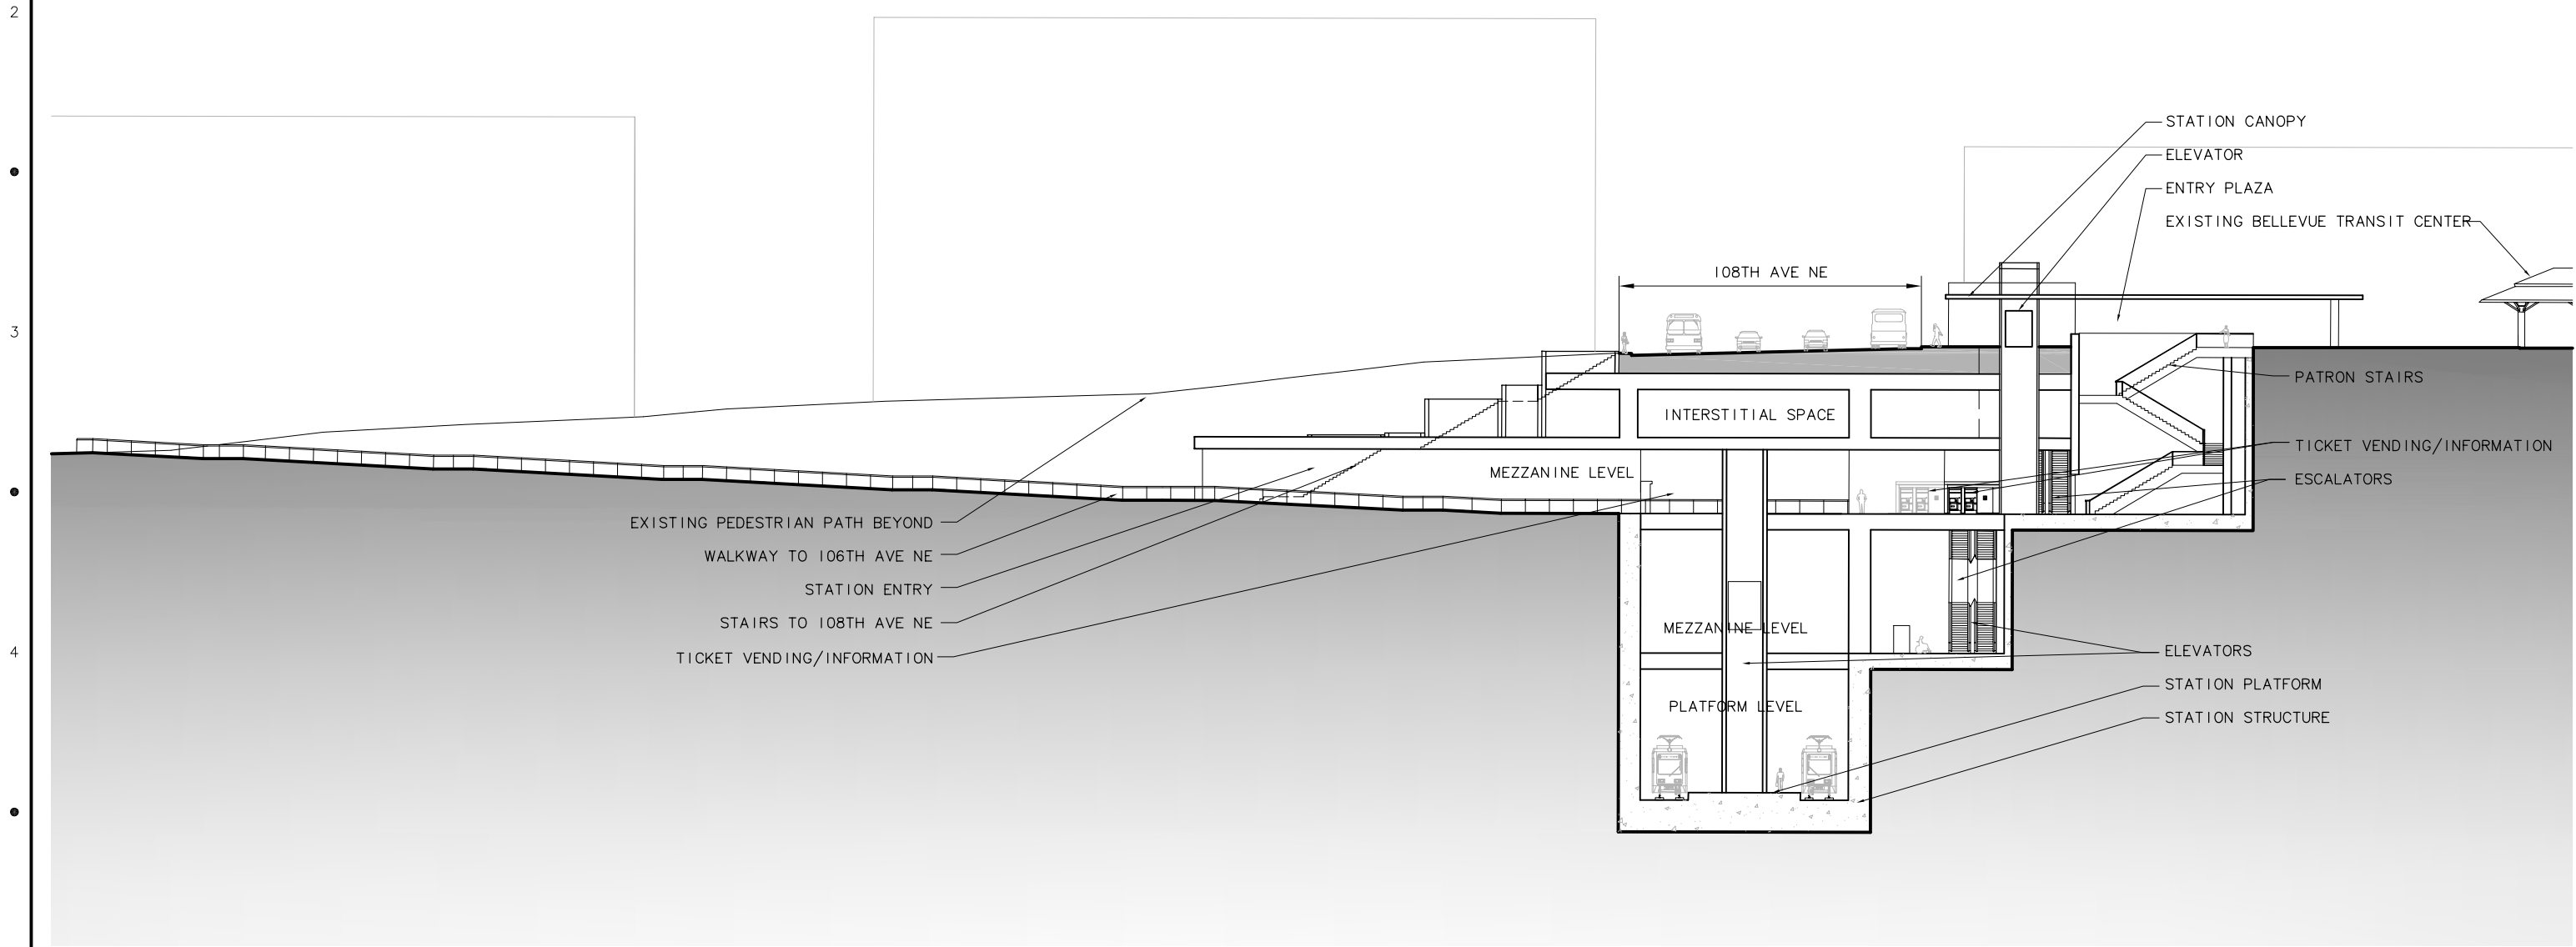 2
STATION CANOPY
ELEVATOR
ENTRY PLAZA
EXISTING BELLEVUE TRANSIT CENTER
108TH AVE NE
3
PATRON STAIRS
INTERSTITIAL SPACE
TICKET VENDING/INFORMATION
MEZZANINE LEVEL
ESCALATORS
EXISTING PEDESTRIAN PATH BEYOND
WALKWAY TO 106TH AVE NE
STATION ENTRY
STAIRS TO 108TH AVE NE
MEZZANINE LEVEL
4
TICKET VENDING/INFORMATION
ELEVATORS
STATION PLATFORM
PLATFORM LEVEL
STATION STRUCTURE